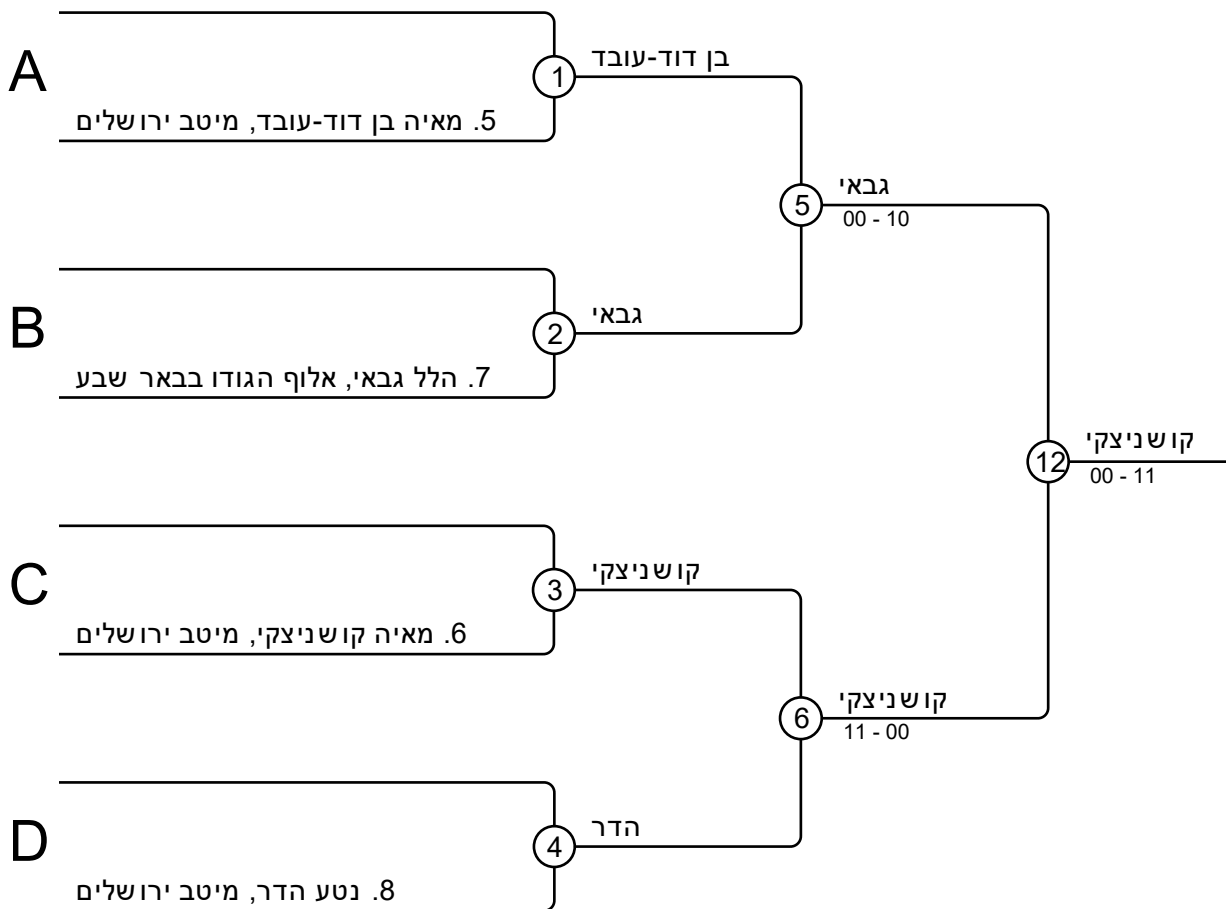 A
1
בן דוד-עובד
5. מאיה בן דוד-עובד, מיטב ירושלים
5
גבאי
00 - 10
B
2
גבאי
7. הלל גבאי, אלוף הגודו בבאר שבע
12
קושניצקי
00 - 11
C
3
קושניצקי
6. מאיה קושניצקי, מיטב ירושלים
6
קושניצקי
11 - 00
D
4
הדר
8. נטע הדר, מיטב ירושלים